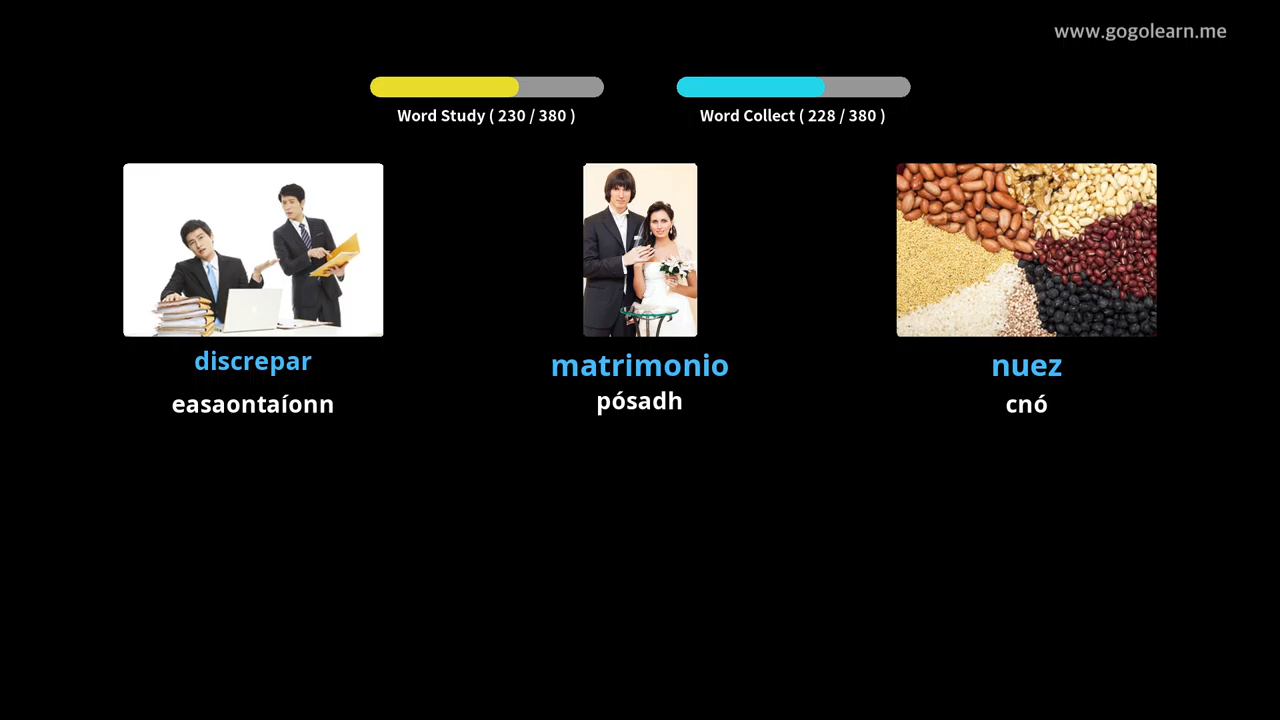 www.gogolearn.me
Word Study ( 230 / 380 )
Word Collect ( 228 / 380 )
discrepar
easaontaíonn
matrimonio
pósadh
nuez
cnó